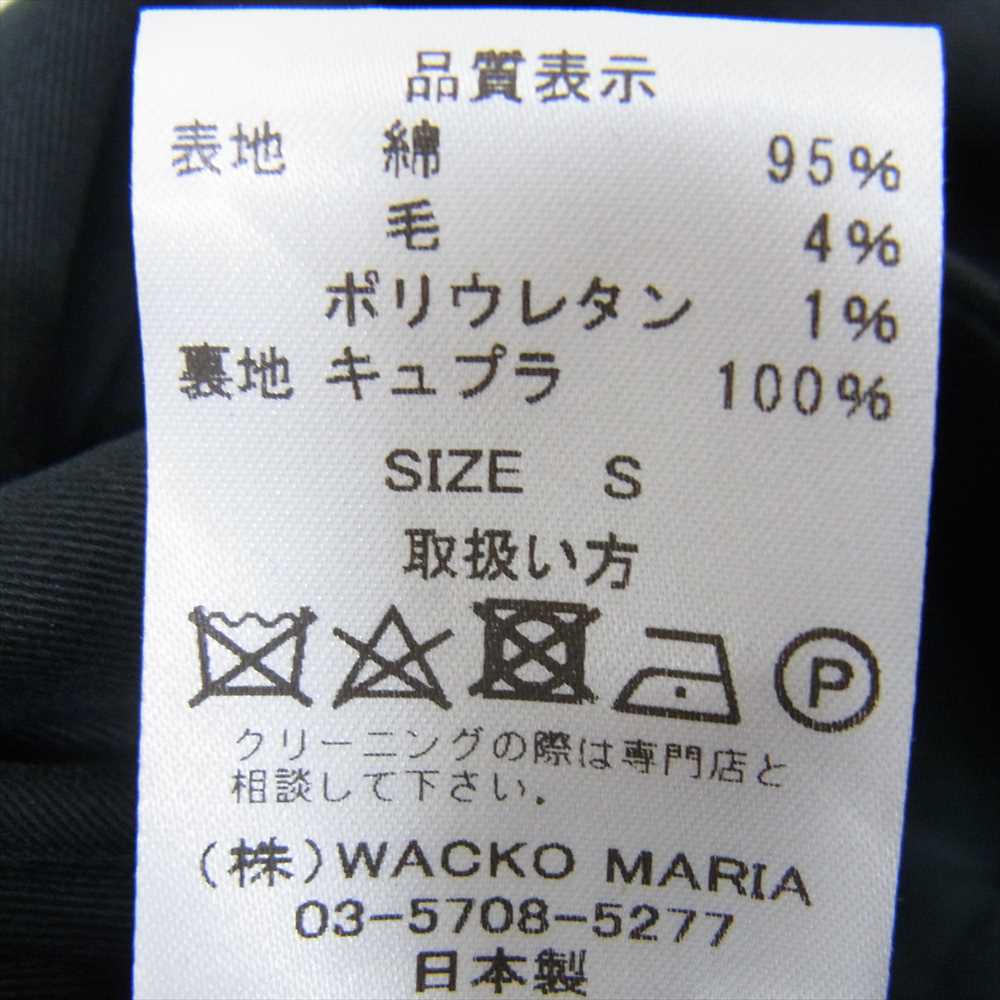 品質表示
表地 綿 95%
毛 4%
ポリウレタン 1%
裏地 キュプラ 100%
SIZE S
取扱い方
P
クリーニングの際は専門店と
相談して下さい.
(株)WACKO MARIA
03-5708-5277
日本製